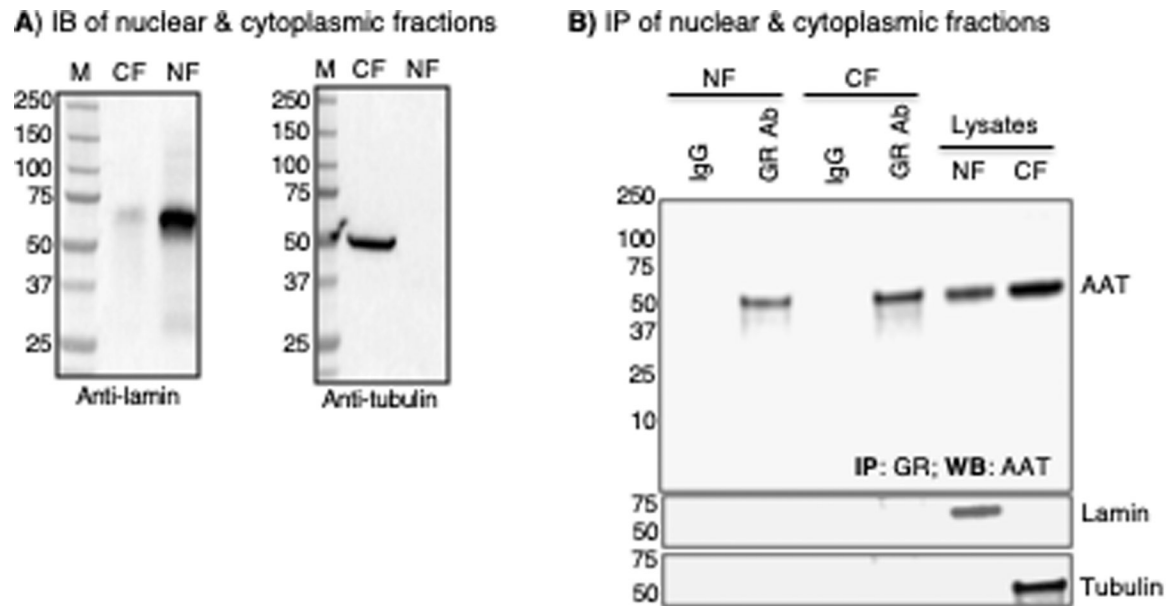 A) IB of nuclear & cytoplasmic fractions
M CF NF
250
150
100
75
50
37
25
Anti-lamin
M CF NF
250
150
100
75
50
37
25
Anti-tubulin
B) IP of nuclear & cytoplasmic fractions
NF CF
Lysates
IgG GR Ab IgG GR Ab NF CF
250
100
75
50
37
25
10
AAT
IP: GR; WB: AAT
75
50
Lamin
75
50
Tubulin